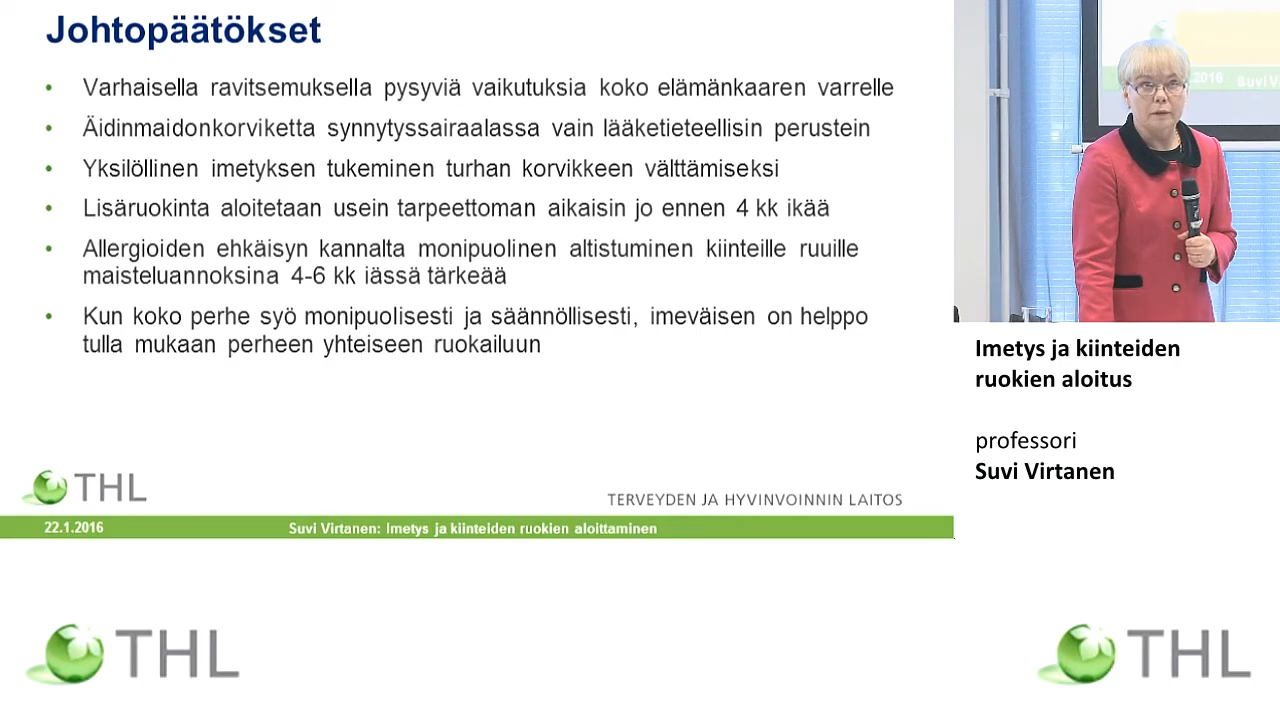 Johtopäätökset
• Varhaisella ravitsemuksella pysyviä vaikutuksia koko elämänkaaren varrelle
• Äidinmaidonkorviketta synnytyssairaalassa vain lääketieteellisin perustein
• Yksilöllinen imetyksen tukeminen turhan korvikkeen välttämiseksi
• Lisäruokinta aloitetaan usein tarpeettoman aikaisin jo ennen 4 kk ikää
• Allergioiden ehkäisyn kannalta monipuolinen altistuminen kiinteille ruuille
maisteluannoksina 4-6 kk iässä tärkeää
• Kun koko perhe syö monipuolisesti ja säännöllisesti, imeväisen on helppo
tulla mukaan perheen yhteiseen ruokailuun
THL
TERVEYDEN JA HYVINVOINNIN LAITOS
22.1.2016 Suvi Virtanen: Imetys ja kiinteiden ruokien aloittaminen
2016 Suvi V
Imetys ja kiinteiden
ruokien aloitus
professori
Suvi Virtanen
THL
THL